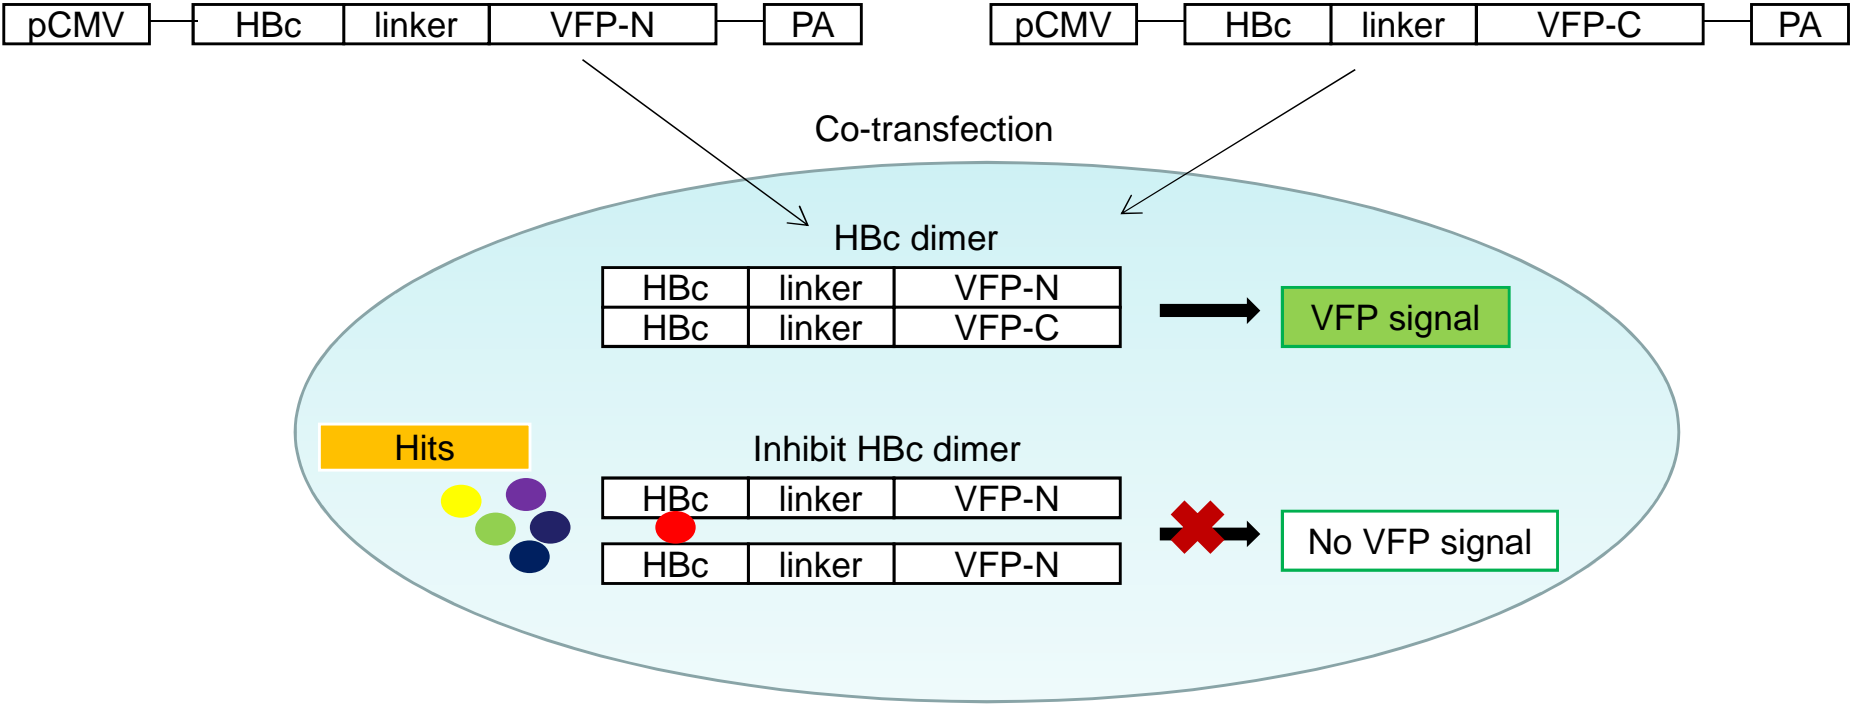 pCMV HBc linker VFP-N PA pCMV HBc linker VFP-C PA
Co-transfection
HBc dimer
HBc linker VFP-N
HBc linker VFP-C
VFP signal
Hits
Inhibit HBc dimer
HBc linker VFP-N
HBc linker VFP-N
No VFP signal